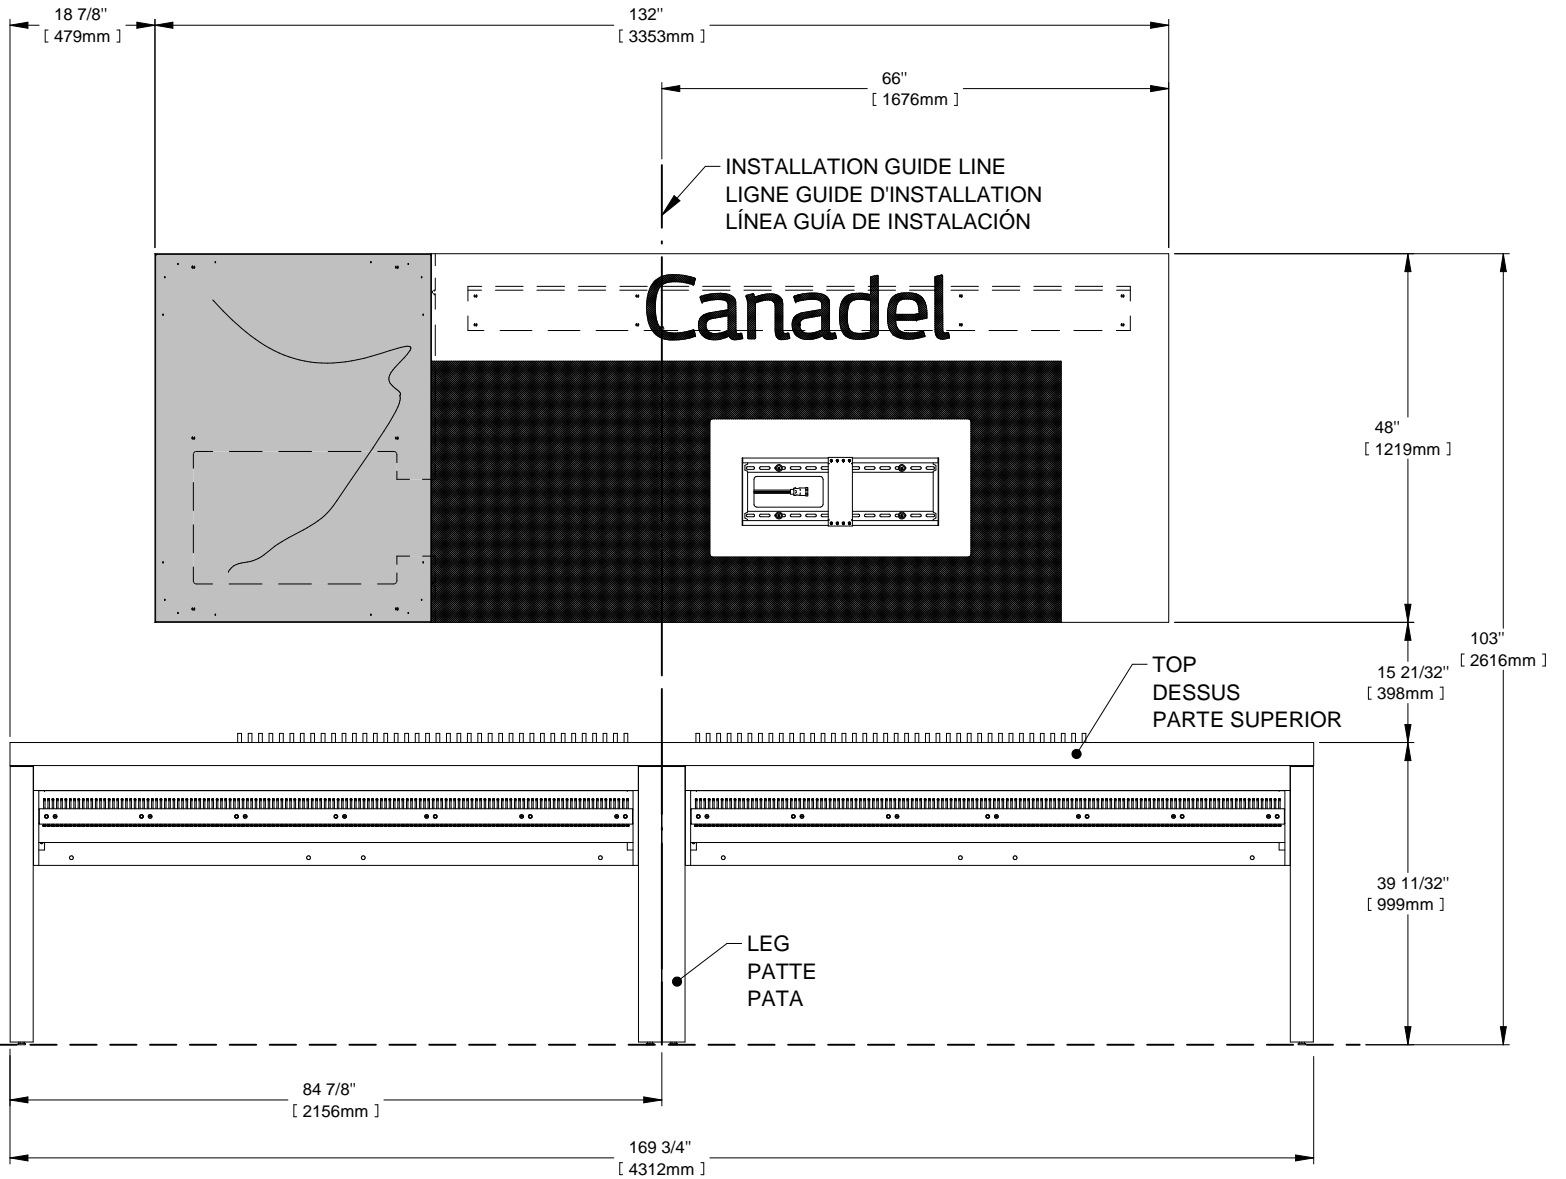 18 7/8"
[ 479mm ]
132"
[ 3353mm ]
66"
[ 1676mm ]
INSTALLATION GUIDE LINE
LIGNE GUIDE D'INSTALLATION
LÍNEA GUÍA DE INSTALACIÓN
Canadel
48"
[ 1219mm ]
103"
[ 2616mm ]
15 21/32"
[ 398mm ]
TOP
DESSUS
PARTE SUPERIOR
39 11/32"
[ 999mm ]
LEG
PATTE
PATA
84 7/8"
[ 2156mm ]
169 3/4"
[ 4312mm ]